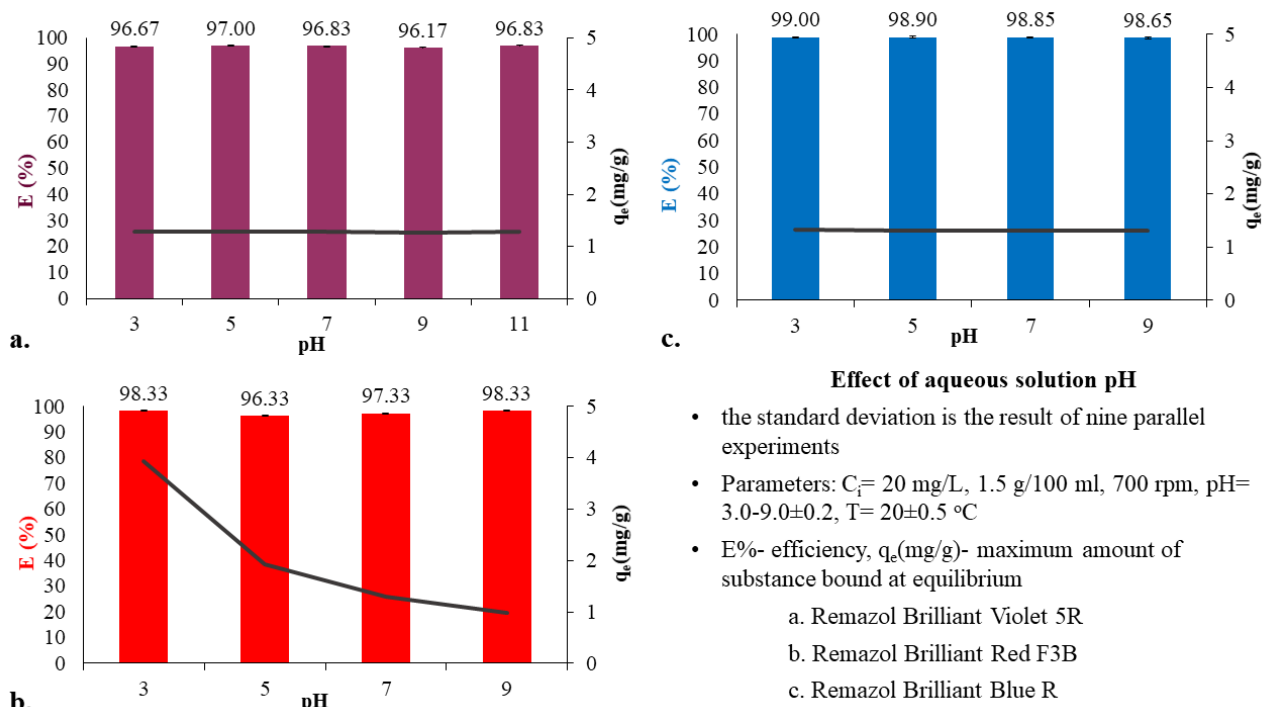 96.67 97.00 96.83 96.17 96.83
100
90
80
70
60
50
40
30
20
10
0
E (%)
5
4
3
2
1
0
qe(mg/g)
3 5 7 9 11
pH
a.
99.00 98.90 98.85 98.65
100
90
80
70
60
50
40
30
20
10
0
E (%)
5
4
3
2
1
0
qe(mg/g)
3 5 7 9
pH
c.
98.33 96.33 97.33 98.33
100
90
80
70
60
50
40
30
20
10
0
E (%)
5
4
3
2
1
0
qe(mg/g)
3 5 7 9
pH
b.
Effect of aqueous solution pH
• the standard deviation is the result of nine parallel
experiments
• Parameters: Ci= 20 mg/L, 1.5 g/100 ml, 700 rpm, pH=
3.0-9.0±0.2, T= 20±0.5 °C
• E%- efficiency, qe(mg/g)- maximum amount of
substance bound at equilibrium
a. Remazol Brilliant Violet 5R
b. Remazol Brilliant Red F3B
c. Remazol Brilliant Blue R